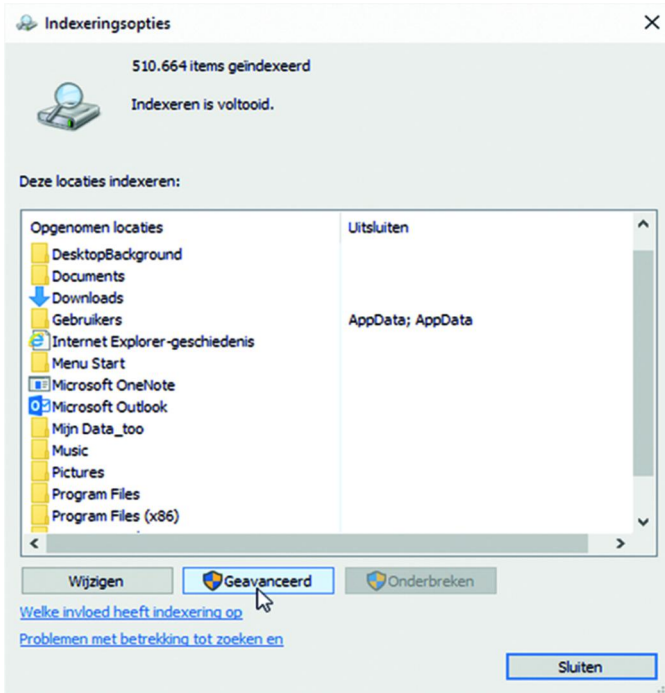 Indexeringsopties
510.664 items geïndexeerd
Indexeren is voltooid.
Deze locaties indexeren:
Opgenomen locaties Uitsluiten
DesktopBackground
Documents
Downloads
Gebruikers AppData; AppData
Internet Explorer-geschiedenis
Menu Start
Microsoft OneNote
Microsoft Outlook
Mijn Data_too
Music
Pictures
Program Files
Program Files (x86)
Wijzigen Geavanceerd Onderbreken
Welke invloed heeft indexering op
Problemen met betrekking tot zoeken en
Sluiten